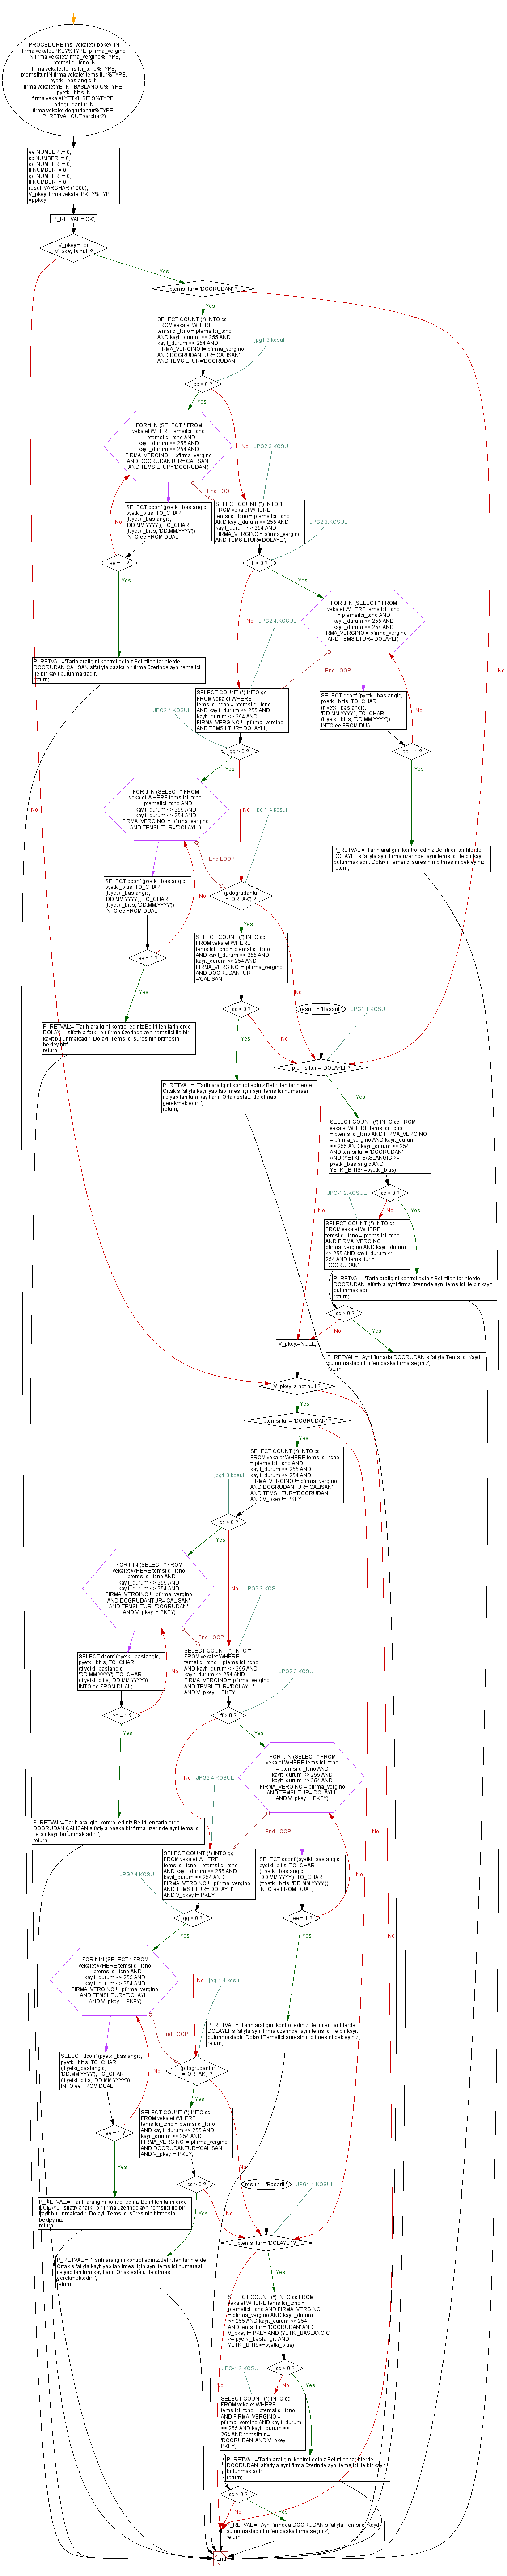 PROCEDURE ins_vekalet ( ppkey IN
firma.vekalet.PKEY%TYPE, pfirma_vergino
IN firma.vekalet.firma_vergino%TYPE,
ptemsilci_tcno IN
firma.vekalet.temsilci_tcno%TYPE,
ptemsiltur IN firma.vekalet.temsiltur%TYPE,
pyetki_baslangic IN
firma.vekalet.YETKI_BASLANGIC%TYPE,
pyetki_bitis IN
firma.vekalet.YETKI_BITIS%TYPE,
pdogrudantur IN
firma.vekalet.dogrudantur%TYPE,
P_RETVAL OUT varchar2)
ee NUMBER := 0;
cc NUMBER := 0;
dd NUMBER := 0;
ff NUMBER := 0;
gg NUMBER := 0;
ll NUMBER := 0;
result VARCHAR (1000);
V_pkey firma.vekalet.PKEY%TYPE
:=ppkey;
P_RETVAL:='OK';
V_pkey ='' or
V_pkey is null ?
Yes
ptemsiltur = 'DOGRUDAN' ?
Yes
SELECT COUNT (*) INTO cc
FROM vekalet WHERE
temsilci_tcno = ptemsilci_tcno
AND kayit_durum <> 255 AND
kayit_durum <> 254 AND
FIRMA_VERGINO != pfirma_vergino
AND DOGRUDANTUR='CALISAN'
AND TEMSILTUR='DOGRUDAN';
jpg1 3 kosul
cc > 0 ?
Yes
FOR tt IN (SELECT * FROM
vekalet WHERE temsilci_tcno
= ptemsilci_tcno AND
kayit_durum <> 255 AND
kayit_durum <> 254 AND
FIRMA_VERGINO != pfirma_vergino
AND DOGRUDANTUR='CALISAN'
AND TEMSILTUR='DOGRUDAN')
No
JPG2 3.KOSUL
End LOOP
SELECT dconf (pyetki_baslangic,
pyetki_bitis, TO_CHAR
(tt.yetki_baslangic,
'DD.MM.YYYY'), TO_CHAR
(tt.yetki_bitis, 'DD.MM.YYYY'))
INTO ee FROM DUAL;
No
SELECT COUNT (*) INTO ff
FROM vekalet WHERE
temsilci_tcno = ptemsilci_tcno
AND kayit_durum <> 255 AND
kayit_durum <> 254 AND
FIRMA_VERGINO = pfirma_vergino
AND TEMSILTUR='DOLAYLI';
JPG2 3.KOSUL
ee = 1 ?
Yes
ff > 0 ?
Yes
FOR tt IN (SELECT * FROM
vekalet WHERE temsilci_tcno
= ptemsilci_tcno AND
kayit_durum <> 255 AND
kayit_durum <> 254 AND
FIRMA_VERGINO = pfirma_vergino
AND TEMSILTUR='DOLAYLI')
No
JPG2 4.KOSUL
P_RETVAL:='Tarih araligini kontrol ediniz.Belirtilen tarihlerde
DOGRUDAN ÇALISAN sifatiyla baska bir firma üzerinde ayni temsilci
ile bir kayit bulunmaktadir. ';
return;
End LOOP
No
SELECT COUNT (*) INTO gg
FROM vekalet WHERE
temsilci_tcno = ptemsilci_tcno
AND kayit_durum <> 255 AND
kayit_durum <> 254 AND
FIRMA_VERGINO != pfirma_vergino
AND TEMSILTUR='DOLAYLI';
SELECT dconf (pyetki_baslangic,
pyetki_bitis, TO_CHAR
(tt.yetki_baslangic,
'DD.MM.YYYY'), TO_CHAR
(tt.yetki_bitis, 'DD.MM.YYYY'))
INTO ee FROM DUAL;
No
JPG2 4.KOSUL
gg > 0 ?
ee = 1 ?
Yes
Yes
FOR tt IN (SELECT * FROM
vekalet WHERE temsilci_tcno
= ptemsilci_tcno AND
kayit_durum <> 255 AND
kayit_durum <> 254 AND
FIRMA_VERGINO != pfirma_vergino
AND TEMSILTUR='DOLAYLI')
No
jpg-1 4.kosul
No
End LOOP
P_RETVAL:= 'Tarih araligini kontrol ediniz.Belirtilen tarihlerde
DOLAYLI sifatiyla ayni firma üzerinde ayni temsilci ile bir kayit
bulunmaktadir. Dolayli Temsilci süresinin bitmesini bekleyiniz';
return;
SELECT dconf (pyetki_baslangic,
pyetki_bitis, TO_CHAR
(tt.yetki_baslangic,
'DD.MM.YYYY'), TO_CHAR
(tt.yetki_bitis, 'DD.MM.YYYY'))
INTO ee FROM DUAL;
No
(pdogrudantur
= 'ORTAK') ?
Yes
SELECT COUNT (*) INTO cc
FROM vekalet WHERE
temsilci_tcno = ptemsilci_tcno
AND kayit_durum <> 255 AND
kayit_durum <> 254 AND
FIRMA_VERGINO != pfirma_vergino
AND DOGRUDANTUR
='CALISAN';
ee = 1 ?
Yes
No
cc > 0 ?
result := 'Basarili'
JPG1 1.KOSUL
P_RETVAL:= 'Tarih araligini kontrol ediniz.Belirtilen tarihlerde
DOLAYLI sifatiyla farkli bir firma üzerinde ayni temsilci ile bir
kayit bulunmaktadir. Dolayli Temsilci süresinin bitmesini
bekleyiniz';
return;
Yes
No
ptemsiltur = 'DOLAYLI' ?
P_RETVAL:= 'Tarih araligini kontrol ediniz.Belirtilen tarihlerde
Ortak sifatiyla kayit yapilabilmesi için ayni temsilci numarasi
ile yapilan tüm kayitlarin Ortak sstatu de olmasi
gerekmektedir. ';
return;
Yes
SELECT COUNT (*) INTO cc FROM
vekalet WHERE temsilci_tcno
= ptemsilci_tcno AND FIRMA_VERGINO
= pfirma_vergino AND kayit_durum
<> 255 AND kayit_durum <> 254
AND temsiltur = 'DOGRUDAN'
AND (YETKI_BASLANGIC >=
pyetki_baslangic AND
YETKI_BITIS<=pyetki_bitis);
cc > 0 ?
JPG-1 2.KOSUL
No
Yes
No
SELECT COUNT (*) INTO cc
FROM vekalet WHERE
temsilci_tcno = ptemsilci_tcno
AND FIRMA_VERGINO =
pfirma_vergino AND kayit_durum
<> 255 AND kayit_durum <>
254 AND temsiltur =
'DOGRUDAN';
P_RETVAL:='Tarih araligini kontrol ediniz.Belirtilen tarihlerde
DOGRUDAN sifatiyla ayni firma üzerinde ayni temsilci ile bir kayit
bulunmaktadir.';
return;
cc > 0 ?
No
Yes
V_pkey:=NULL;
P_RETVAL:= 'Ayni firmada DOGRUDAN sifatiyla Temsilci Kaydi
bulunmaktadir.Lütfen baska firma seçiniz';
return;
V_pkey is not null ?
Yes
ptemsiltur = 'DOGRUDAN' ?
Yes
SELECT COUNT (*) INTO cc
FROM vekalet WHERE temsilci_tcno
= ptemsilci_tcno AND
kayit_durum <> 255 AND
kayit_durum <> 254 AND
FIRMA_VERGINO != pfirma_vergino
AND DOGRUDANTUR='CALISAN'
AND TEMSILTUR='DOGRUDAN'
AND V_pkey != PKEY;
jpg1 3 kosul
cc > 0 ?
Yes
FOR tt IN (SELECT * FROM
vekalet WHERE temsilci_tcno
= ptemsilci_tcno AND
kayit_durum <> 255 AND
kayit_durum <> 254 AND
FIRMA_VERGINO != pfirma_vergino
AND DOGRUDANTUR='CALISAN'
AND TEMSILTUR='DOGRUDAN'
AND V_pkey != PKEY)
No
JPG2 3.KOSUL
End LOOP
SELECT dconf (pyetki_baslangic,
pyetki_bitis, TO_CHAR
(tt.yetki_baslangic,
'DD.MM.YYYY'), TO_CHAR
(tt.yetki_bitis, 'DD.MM.YYYY'))
INTO ee FROM DUAL;
No
SELECT COUNT (*) INTO ff
FROM vekalet WHERE
temsilci_tcno = ptemsilci_tcno
AND kayit_durum <> 255 AND
kayit_durum <> 254 AND
FIRMA_VERGINO = pfirma_vergino
AND TEMSILTUR='DOLAYLI'
AND V_pkey != PKEY;
JPG2 3.KOSUL
ee = 1 ?
Yes
ff > 0 ?
Yes
FOR tt IN (SELECT * FROM
vekalet WHERE temsilci_tcno
= ptemsilci_tcno AND
kayit_durum <> 255 AND
kayit_durum <> 254 AND
FIRMA_VERGINO = pfirma_vergino
AND TEMSILTUR='DOLAYLI'
AND V_pkey != PKEY)
No
JPG2 4.KOSUL
P_RETVAL:='Tarih araligini kontrol ediniz.Belirtilen tarihlerde
DOGRUDAN ÇALISAN sifatiyla baska bir firma üzerinde ayni temsilci
ile bir kayit bulunmaktadir. ';
return;
End LOOP
No
SELECT COUNT (*) INTO gg
FROM vekalet WHERE
temsilci_tcno = ptemsilci_tcno
AND kayit_durum <> 255 AND
kayit_durum <> 254 AND
FIRMA_VERGINO != pfirma_vergino
AND TEMSILTUR='DOLAYLI'
AND V_pkey != PKEY;
SELECT dconf (pyetki_baslangic,
pyetki_bitis, TO_CHAR
(tt.yetki_baslangic,
'DD.MM.YYYY'), TO_CHAR
(tt.yetki_bitis, 'DD.MM.YYYY'))
INTO ee FROM DUAL;
No
JPG2 4.KOSUL
gg > 0 ?
ee = 1 ?
Yes
Yes
FOR tt IN (SELECT * FROM
vekalet WHERE temsilci_tcno
= ptemsilci_tcno AND
kayit_durum <> 255 AND
kayit_durum <> 254 AND
FIRMA_VERGINO != pfirma_vergino
AND TEMSILTUR='DOLAYLI'
AND V_pkey != PKEY)
No
jpg-1 4.kosul
No
End LOOP
P_RETVAL:= 'Tarih araligini kontrol ediniz.Belirtilen tarihlerde
DOLAYLI sifatiyla ayni firma üzerinde ayni temsilci ile bir kayit
bulunmaktadir. Dolayli Temsilci süresinin bitmesini bekleyiniz';
return;
SELECT dconf (pyetki_baslangic,
pyetki_bitis, TO_CHAR
(tt.yetki_baslangic,
'DD.MM.YYYY'), TO_CHAR
(tt.yetki_bitis, 'DD.MM.YYYY'))
INTO ee FROM DUAL;
No
(pdogrudantur
= 'ORTAK') ?
Yes
SELECT COUNT (*) INTO cc
FROM vekalet WHERE
temsilci_tcno = ptemsilci_tcno
AND kayit_durum <> 255 AND
kayit_durum <> 254 AND
FIRMA_VERGINO != pfirma_vergino
AND DOGRUDANTUR='CALISAN'
AND V_pkey != PKEY;
ee = 1 ?
Yes
No
cc > 0 ?
result := 'Basarili'
JPG1 1.KOSUL
P_RETVAL:= 'Tarih araligini kontrol ediniz.Belirtilen tarihlerde
DOLAYLI sifatiyla farkli bir firma üzerinde ayni temsilci ile bir
kayit bulunmaktadir. Dolayli Temsilci süresinin bitmesini
bekleyiniz';
return;
Yes
No
ptemsiltur = 'DOLAYLI' ?
P_RETVAL:= 'Tarih araligini kontrol ediniz.Belirtilen tarihlerde
Ortak sifatiyla kayit yapilabilmesi için ayni temsilci numarasi
ile yapilan tüm kayitlarin Ortak sstatu de olmasi
gerekmektedir. ';
return;
Yes
SELECT COUNT (*) INTO cc FROM
vekalet WHERE temsilci_tcno =
ptemsilci_tcno AND FIRMA_VERGINO
= pfirma_vergino AND kayit_durum
<> 255 AND kayit_durum <> 254
AND temsiltur = 'DOGRUDAN' AND
V_pkey != PKEY AND (YETKI_BASLANGIC
>= pyetki_baslangic AND
YETKI_BITIS<=pyetki_bitis);
cc > 0 ?
JPG-1 2.KOSUL
No
No
Yes
No
SELECT COUNT (*) INTO cc
FROM vekalet WHERE
temsilci_tcno = ptemsilci_tcno
AND FIRMA_VERGINO =
pfirma_vergino AND kayit_durum
<> 255 AND kayit_durum <>
254 AND temsiltur =
'DOGRUDAN' AND V_pkey !=
PKEY;
P_RETVAL:='Tarih araligini kontrol ediniz.Belirtilen tarihlerde
DOGRUDAN sifatiyla ayni firma üzerinde ayni temsilci ile bir kayit
bulunmaktadir.';
return;
cc > 0 ?
No
Yes
P_RETVAL:= 'Ayni firmada DOGRUDAN sifatiyla Temsilci Kaydi
bulunmaktadir.Lütfen baska firma seçiniz';
return;
End